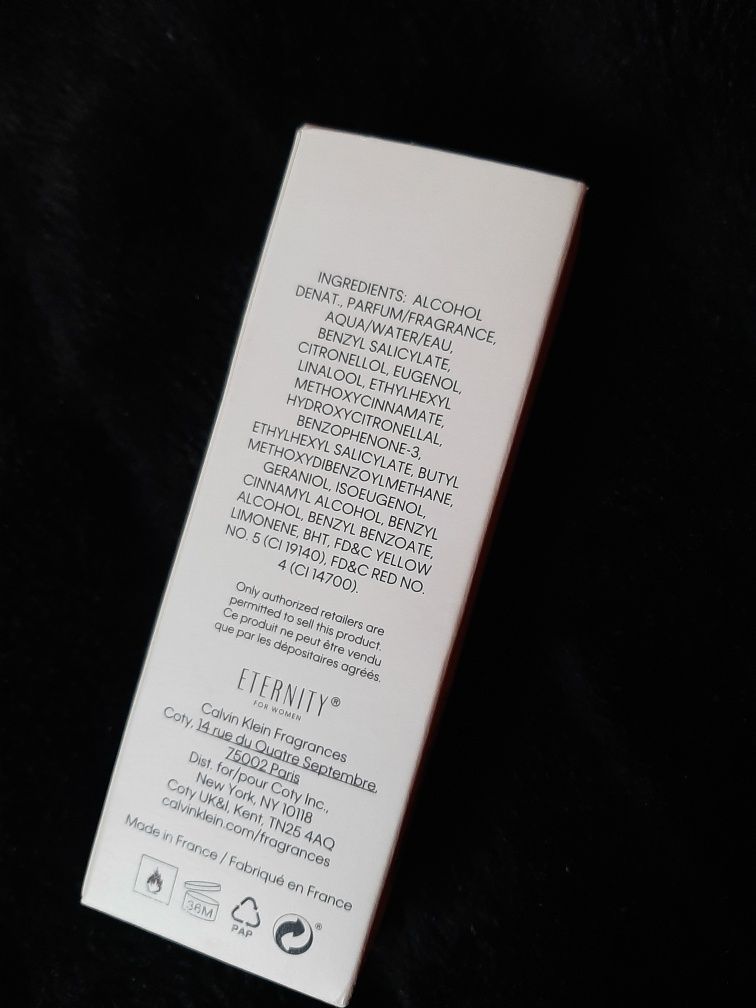 INGREDIENTS: ALCOHOL
DENAT., PARFUM/FRAGRANCE,
AQUA/WATER/EAU,
BENZYL SALICYLATE,
CITRONELLOL, EUGENOL,
LINALOOL, ETHYLHEXYL
METHOXYCINNAMATE,
HYDROXYCITRONELLAL,
BENZOPHENONE-3,
ETHYLHEXYL SALICYLATE, BUTYL
METHOXYDIBENZOYLMETHANE,
GERANIOL, ISOEUGENOL,
CINNAMYL ALCOHOL, BENZYL
ALCOHOL, BENZYL BENZOATE,
LIMONENE, BHT, FD&C YELLOW
NO. 5 (CI 19140), FD&C RED NO.
4 (CI 14700).
Only authorized retailers are
permitted to sell this product.
Ce produit ne peut être vendu
que par les dépositaires agréés.
ETERNITY®
FOR WOMEN
Calvin Klein Fragrances
Coty, 14 rue du Quatre Septembre,
75002 Paris
Dist. for/pour Coty Inc.,
New York, NY 10118
Coty UK&I, Kent, TN25 4AQ
calvinklein.com/fragrances
Made in France / Fabriqué en France
36M
PAP
®